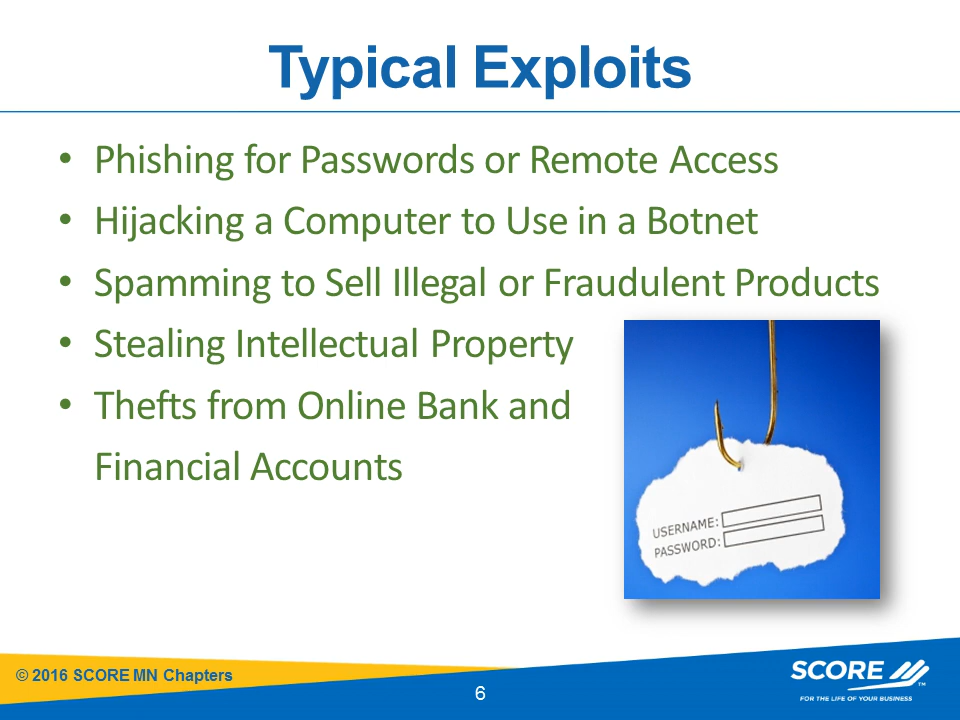 Typical Exploits
• Phishing for Passwords or Remote Access
• Hijacking a Computer to Use in a Botnet
• Spamming to Sell Illegal or Fraudulent Products
• Stealing Intellectual Property
• Thefts from Online Bank and
Financial Accounts
USERNAME:
PASSWORD:
© 2016 SCORE MN Chapters
6
SCORE ™
FOR THE LIFE OF YOUR BUSINESS